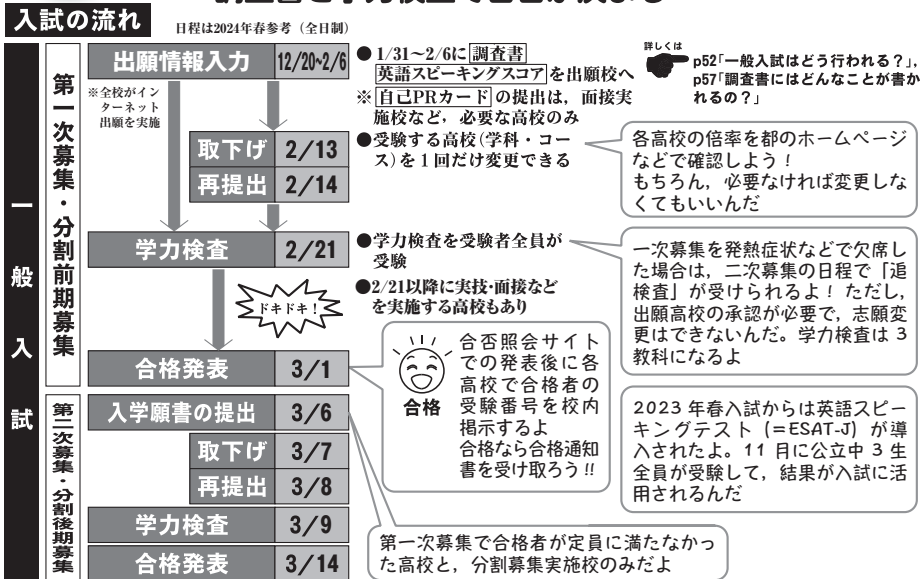 入試の流れ
日程は2024年春参考（全日制）
一般入試
第一次募集・分割前期募集
出願情報入力 12/20~2/6
※全校がイン
ターネット
出願を実施
取下げ 2/13
再提出 2/14
学力検査 2/21
ドキドキ！
合格発表 3/1
●1/31～2/6に調査書
英語スピーキングスコアを出願校へ
※自己PRカードの提出は，面接実
施校など，必要な高校のみ
●受験する高校(学科・コー
ス)を１回だけ変更できる
●学力検査を受験者全員が
受験
●2/21以降に実技・面接など
を実施する高校もあり
詳しくは
p52「一般入試はどう行われる？」，
p57「調査書にはどんなことが書か
れるの？」
各高校の倍率を都のホームページ
などで確認しよう！
もちろん，必要なければ変更しな
くてもいいんだ
一次募集を発熱症状などで欠席し
た場合は，二次募集の日程で「追
検査」が受けられるよ！ ただし，
出願高校の承認が必要で，志願変
更はできないんだ。学力検査は３
教科になるよ
合格
合否照会サイト
での発表後に各
高校で合格者の
受験番号を校内
掲示するよ
合格なら合格通知
書を受け取ろう!!
2023年春入試からは英語スピー
キングテスト（=ESAT-J）が導
入されたよ。11月に公立中３生
全員が受験して，結果が入試に活
用されるんだ
第二次募集・分割後期募集
入学願書の提出 3/6
取下げ 3/7
再提出 3/8
学力検査 3/9
合格発表 3/14
第一次募集で合格者が定員に満たなかっ
た高校と，分割募集実施校のみだよ